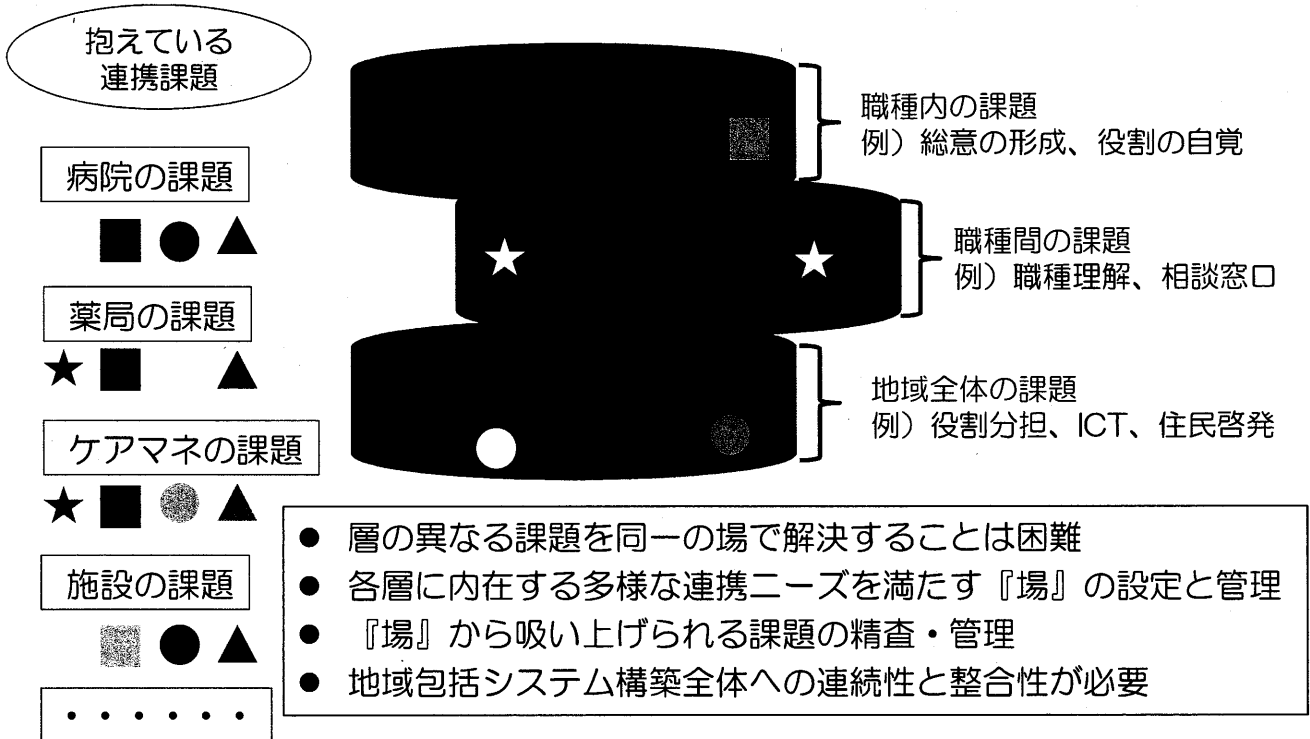 抱えている
連携課題
病院の課題
薬局の課題
ケアマネの課題
施設の課題
・・・・・・
職種内の課題
例）総意の形成、役割の自覚
職種間の課題
例）職種理解、相談窓口
地域全体の課題
例）役割分担、ICT、住民啓発
● 層の異なる課題を同一の場で解決することは困難
● 各層に内在する多様な連携ニーズを満たす『場』の設定と管理
● 『場』から吸い上げられる課題の精査・管理
● 地域包括システム構築全体への連続性と整合性が必要